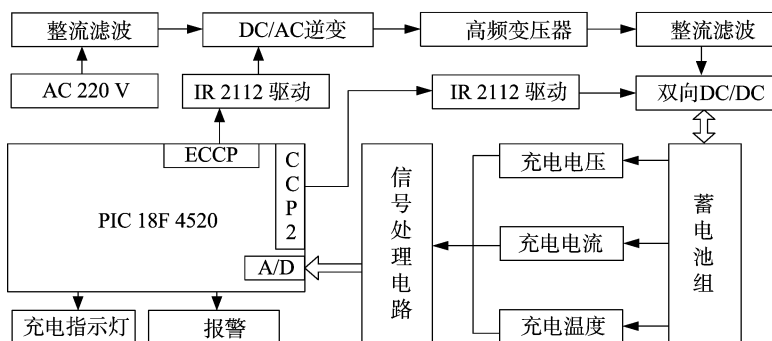 整流滤波
DC/AC逆变
高频变压器
整流滤波
AC 220 V
IR 2112 驱动
IR 2112 驱动
双向DC/DC
ECCP
CCP2
PIC 18F 4520
A/D
信号处理电路
充电电压
充电电流
充电温度
蓄电池组
充电指示灯
报警